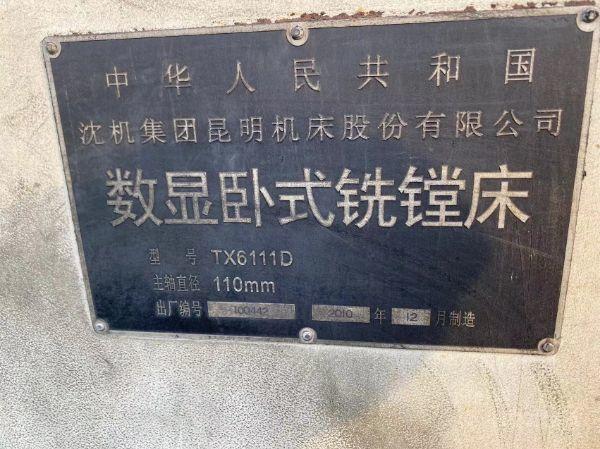 中华人民共和国
沈机集团昆明机床股份有限公司
数显卧式铣镗床
型号 TX6111D
主轴直径 110mm
出厂编号 100442 2010 年 12 月制造